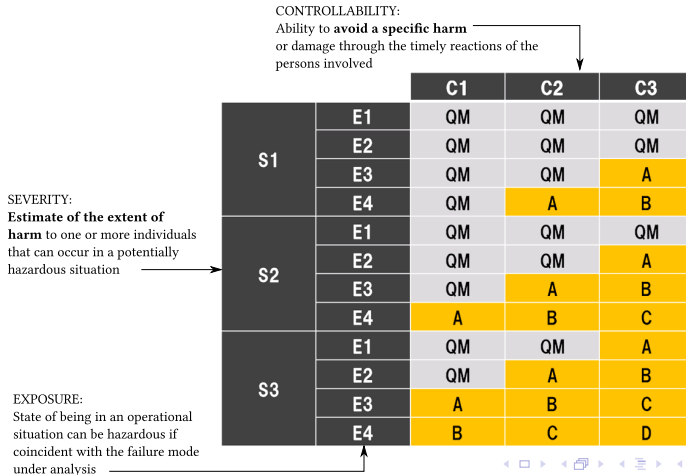 CONTROLLABILITY:
Ability to avoid a specific harm
or damage through the timely reactions of the
persons involved
C1 C2 C3
S1
E1 QM QM QM
E2 QM QM QM
E3 QM QM A
E4 QM A B
SEVERITY:
Estimate of the extent of
harm to one or more individuals
that can occur in a potentially
hazardous situation
S2
E1 QM QM QM
E2 QM QM A
E3 QM A B
E4 A B C
S3
E1 QM QM A
E2 QM A B
E3 A B C
E4 B C D
EXPOSURE:
State of being in an operational
situation can be hazardous if
coincident with the failure mode
under analysis